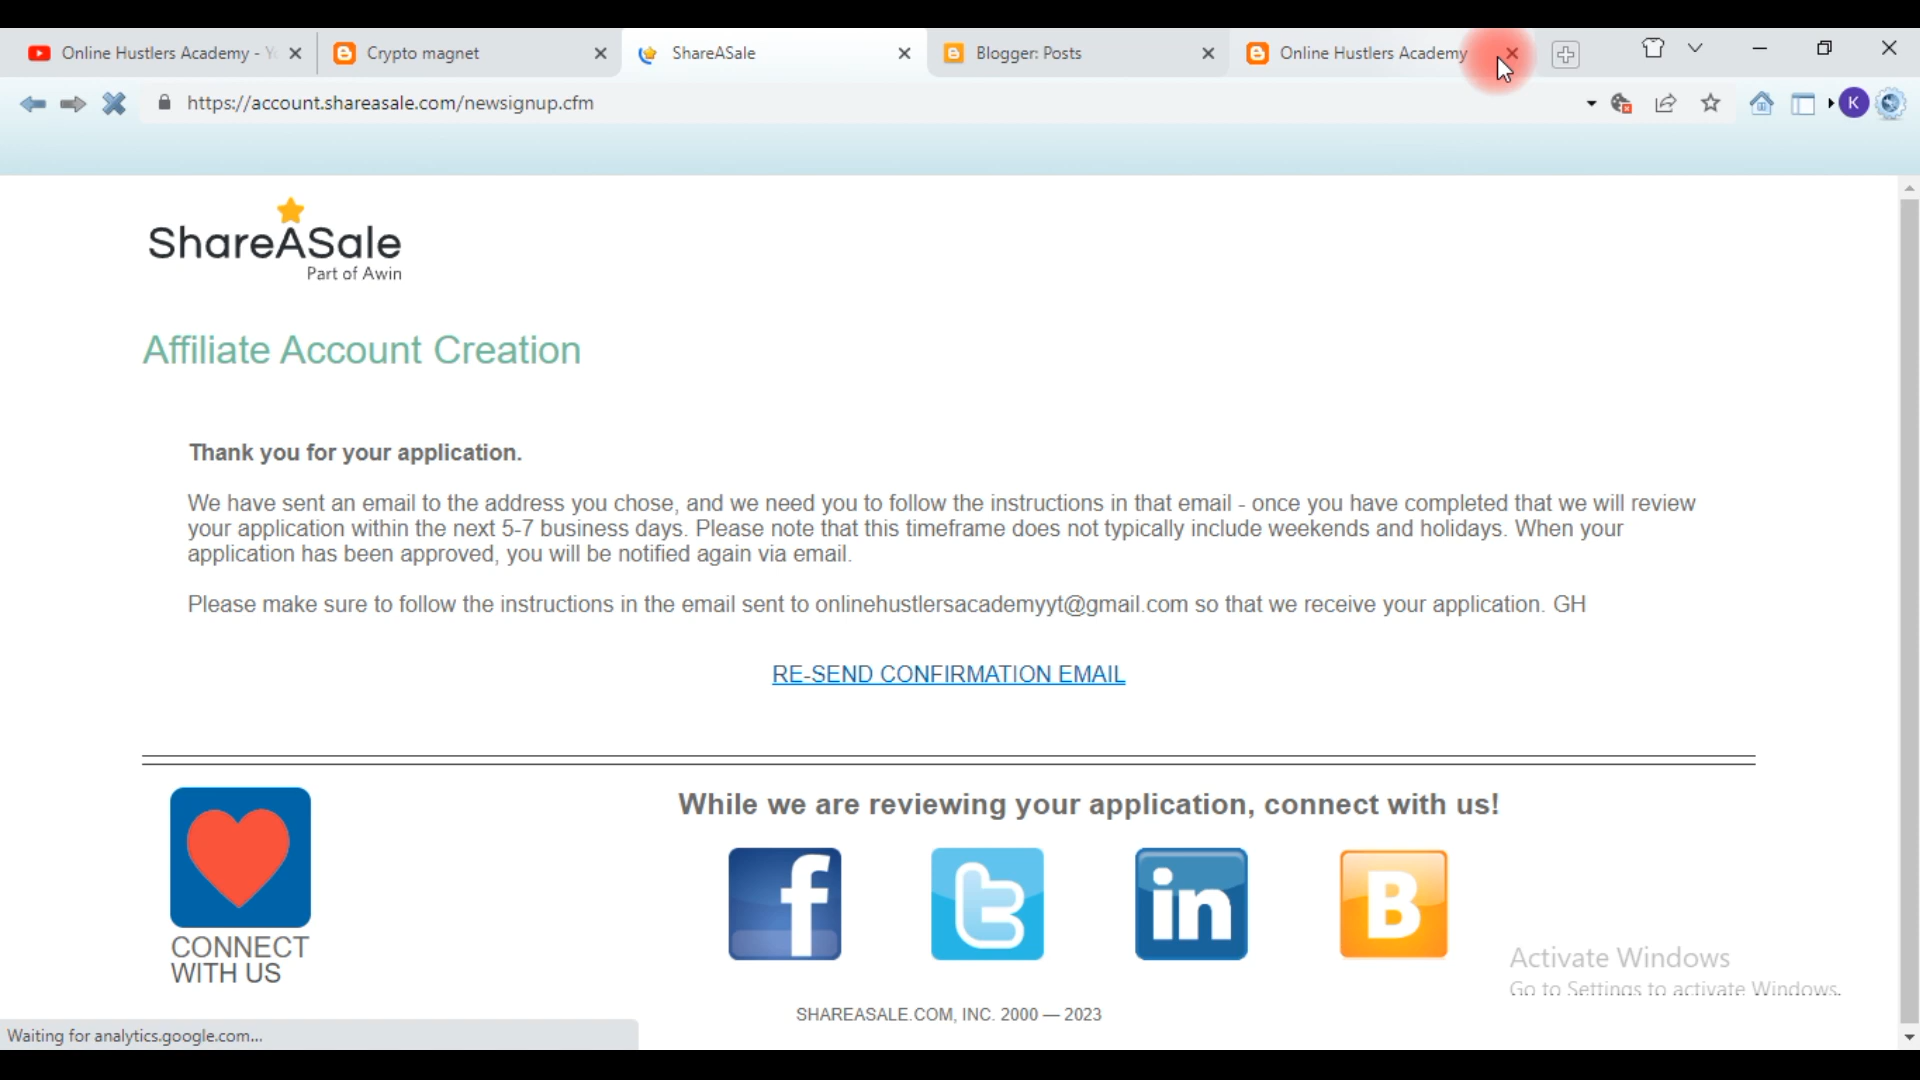 Online Hustlers Academy - Y
Crypto magnet
ShareASale
Blogger: Posts
Online Hustlers Academy
https://account.shareasale.com/newsignup.cfm
K
ShareASale
Part of Awin
Affiliate Account Creation
Thank you for your application.
We have sent an email to the address you chose, and we need you to follow the instructions in that email - once you have completed that we will review
your application within the next 5-7 business days. Please note that this timeframe does not typically include weekends and holidays. When your
application has been approved, you will be notified again via email.
Please make sure to follow the instructions in the email sent to onlinehustlersacademyyt@gmail.com so that we receive your application. GH
RE-SEND CONFIRMATION EMAIL
While we are reviewing your application, connect with us!
CONNECT
WITH US
Activate Windows
Go to Settings to activate Windows.
SHAREASALE.COM, INC. 2000 — 2023
Waiting for analytics.google.com...